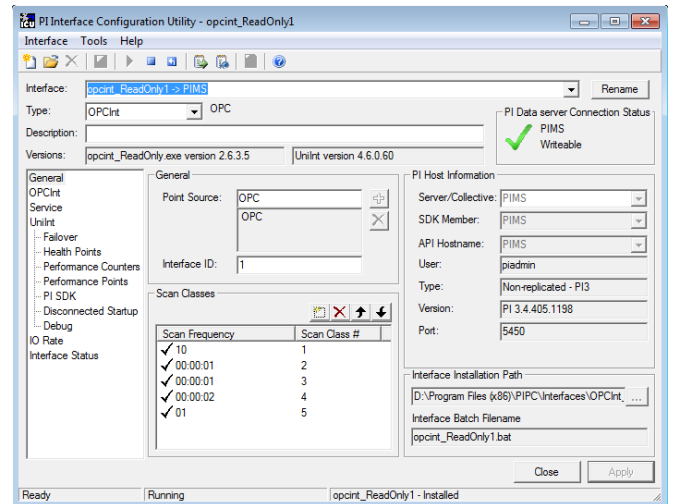 PI Interface Configuration Utility - opcint_ReadOnly1
Interface Tools Help
Interface: opcint_ReadOnly1 -> PIMS Rename
Type: OPCInt OPC
Description:
Versions: opcint_ReadOnly.exe version 2.6.3.5 UniInt version 4.6.0.60
PI Data server Connection Status
PIMS
Writeable
General
OPCInt
Service
UniInt
Failover
Health Points
Performance Counters
Performance Points
PI SDK
Disconnected Startup
Debug
IO Rate
Interface Status
General
Point Source: OPC
OPC
Interface ID: 1
Scan Classes
Scan Frequency Scan Class #
10 1
00:00:01 2
00:00:01 3
00:00:02 4
01 5
PI Host Information
Server/Collective: PIMS
SDK Member: PIMS
API Hostname: PIMS
User: piadmin
Type: Non-replicated - PI3
Version: PI 3.4.405.1198
Port: 5450
Interface Installation Path
D:\Program Files (x86)\PIPC\Interfaces\OPCInt_ ...
Interface Batch Filename
opcint_ReadOnly1.bat
Close Apply
Ready Running opcint_ReadOnly1 - Installed